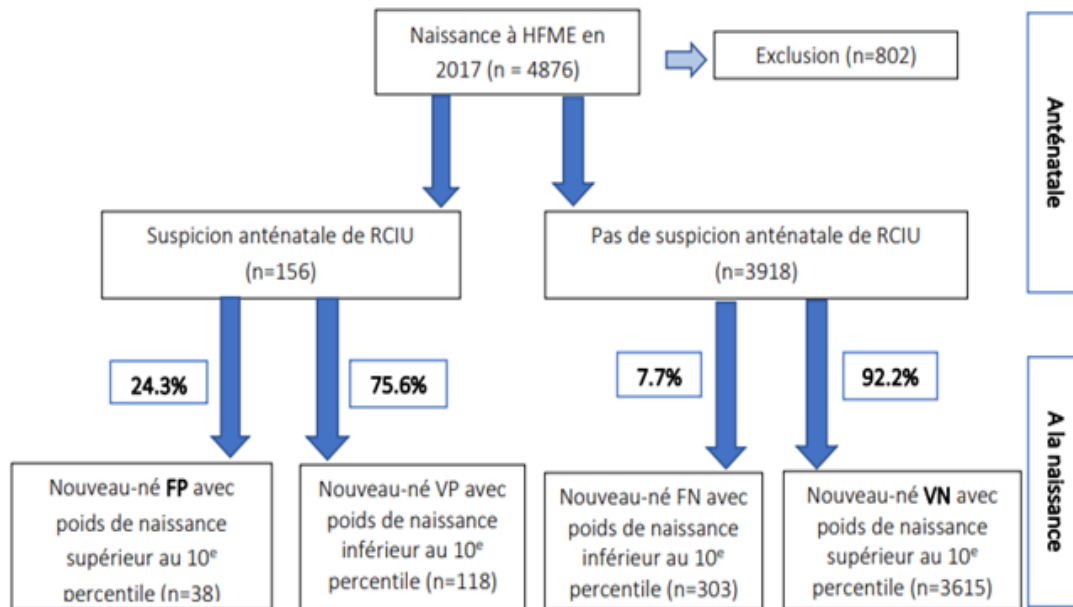 Naissance à HFME en
2017 (n = 4876)
Exclusion (n=802)
Anténatale
Suspicion anténatale de RCIU
(n=156)
Pas de suspicion anténatale de RCIU
(n=3918)
24.3%
75.6%
7.7%
92.2%
A la naissance
Nouveau-né FP avec
poids de naissance
supérieur au 10e
percentile (n=38)
Nouveau-né VP avec
poids de naissance
inférieur au 10e
percentile (n=118)
Nouveau-né FN avec
poids de naissance
inférieur au 10e
percentile (n=303)
Nouveau-né VN avec
poids de naissance
supérieur au 10e
percentile (n=3615)